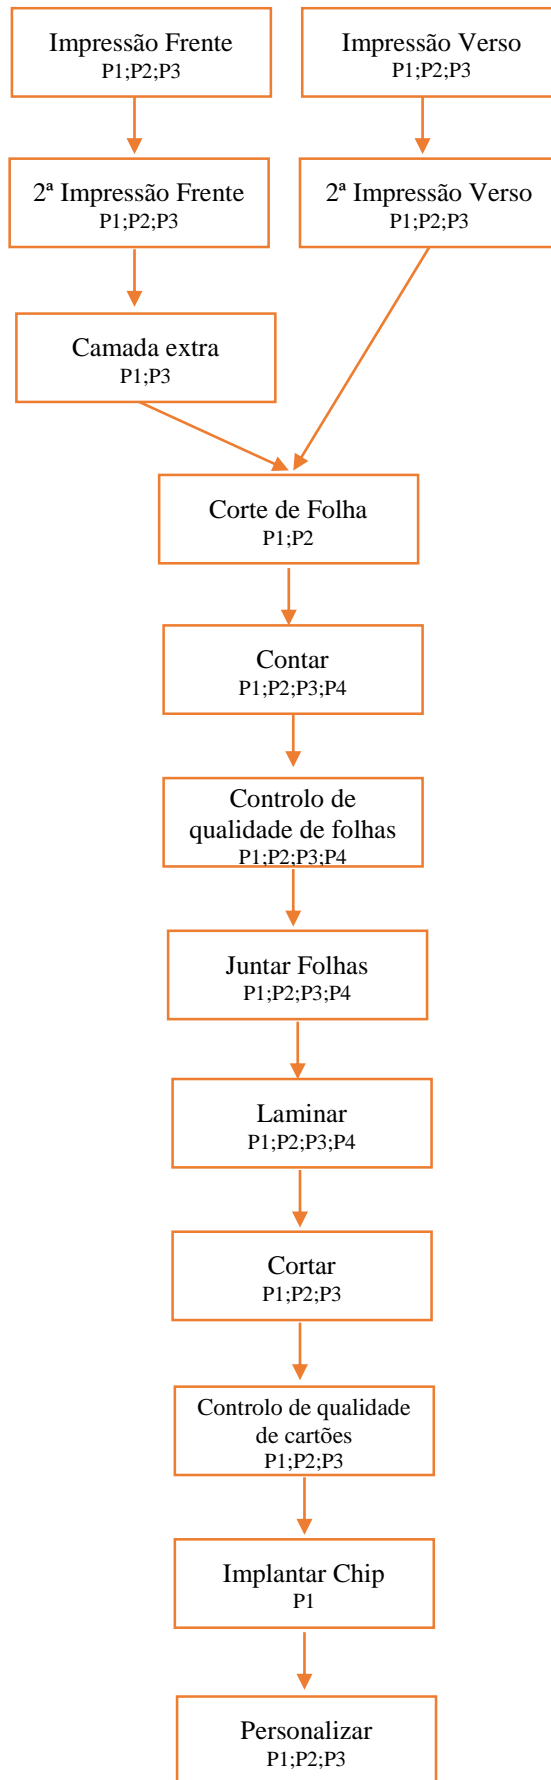 Impressão Frente
P1;P2;P3
Impressão Verso
P1;P2;P3
2ª Impressão Frente
P1;P2;P3
2ª Impressão Verso
P1;P2;P3
Camada extra
P1;P3
Corte de Folha
P1;P2
Contar
P1;P2;P3;P4
Controlo de
qualidade de folhas
P1;P2;P3;P4
Juntar Folhas
P1;P2;P3;P4
Laminar
P1;P2;P3;P4
Cortar
P1;P2;P3
Controlo de qualidade
de cartões
P1;P2;P3
Implantar Chip
P1
Personalizar
P1;P2;P3